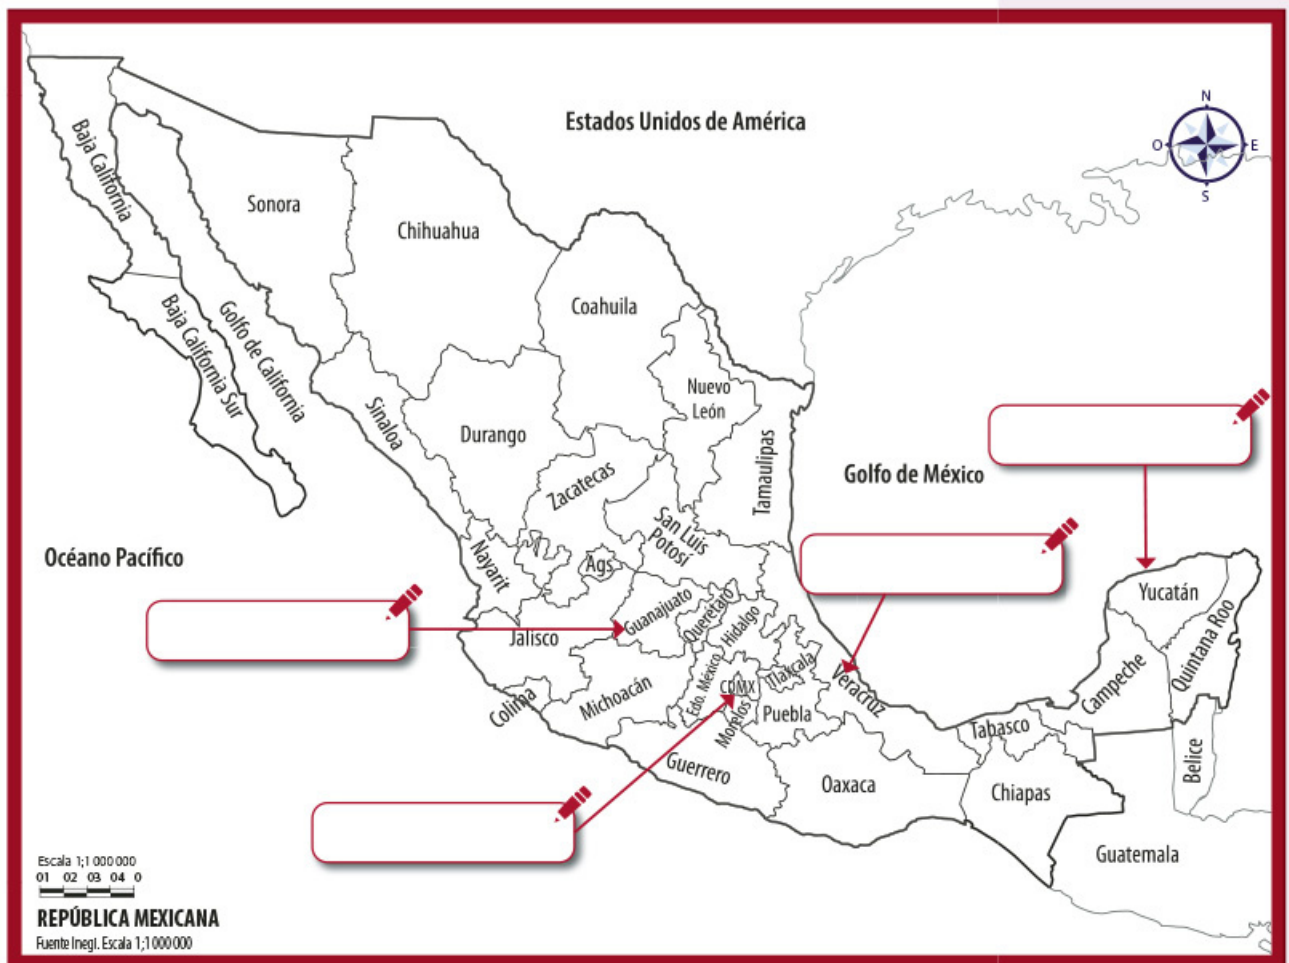 Estados Unidos de América
N
O
E
S
Baja California
Sonora
Chihuahua
Coahuila
Baja California Sur
Golfo de California
Sinaloa
Durango
Nuevo
León
Tamaulipas
Golfo de México
Zacatecas
San Luis
Potosí
Océano Pacífico
Nayarit
Ags
Yucatán
Guanajuato
Querétaro
Hidalgo
Jalisco
Quintana Roo
Campeche
Colima
Michoacán
Edo. México
CDMX
Tlaxcala
Veracruz
Morelos
Puebla
Tabasco
Guerrero
Oaxaca
Chiapas
Belice
Guatemala
Escala 1;1 000 000
01 02 03 04 0
REPÚBLICA MEXICANA
Fuente Inegi. Escala 1;1 000 000